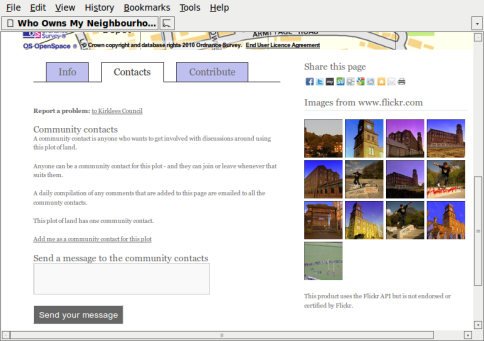 File Edit View History Bookmarks Tools Help
Who Owns My Neighbourho...
Survey ®
ARMITAGE ROAD
OS OpenSpace ® © Crown copyright and database rights 2010 Ordnance Survey. End User Licence Agreement
Info Contacts Contribute
Report a problem: to Kirklees Council
Community contacts
A community contact is anyone who wants to get involved with discussions around using
this plot of land.
Anyone can be a community contact for this plot - and they can join or leave whenever that
suits them.
A daily compilation of any comments that are added to this page are emailed to all the
community contacts.
This plot of land has one community contact.
Add me as a community contact for this plot
Send a message to the community contacts
Send your message
Share this page
Images from www.flickr.com
This product uses the Flickr API but is not endorsed or
certified by Flickr.